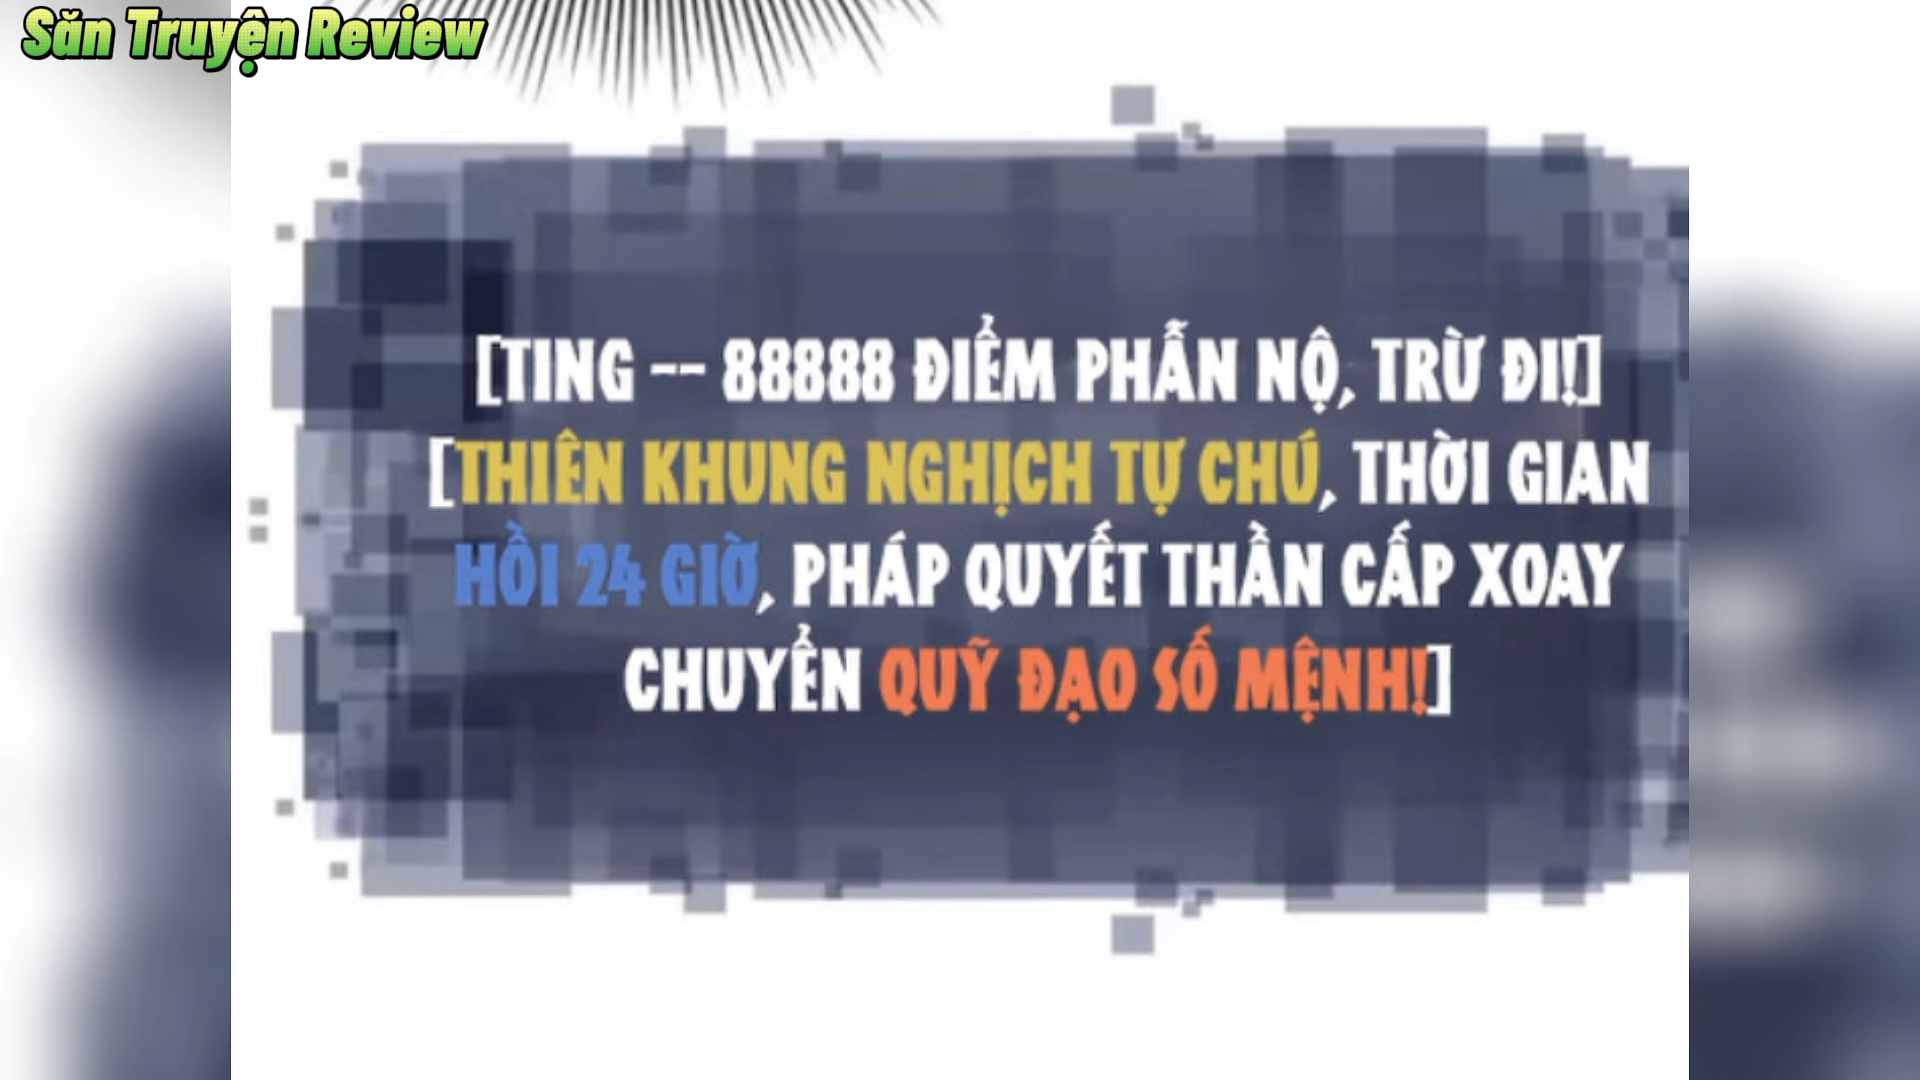 Săn Truyện Review
[TING -- 88888 ĐIỂM PHẪN NỘ, TRỪ ĐI!]
[THIÊN KHUNG NGHỊCH TỰ CHÚ, THỜI GIAN
HỒI 24 GIỜ, PHÁP QUYẾT THẦN CẤP XOAY
CHUYỂN QUỸ ĐẠO SỐ MỆNH!]